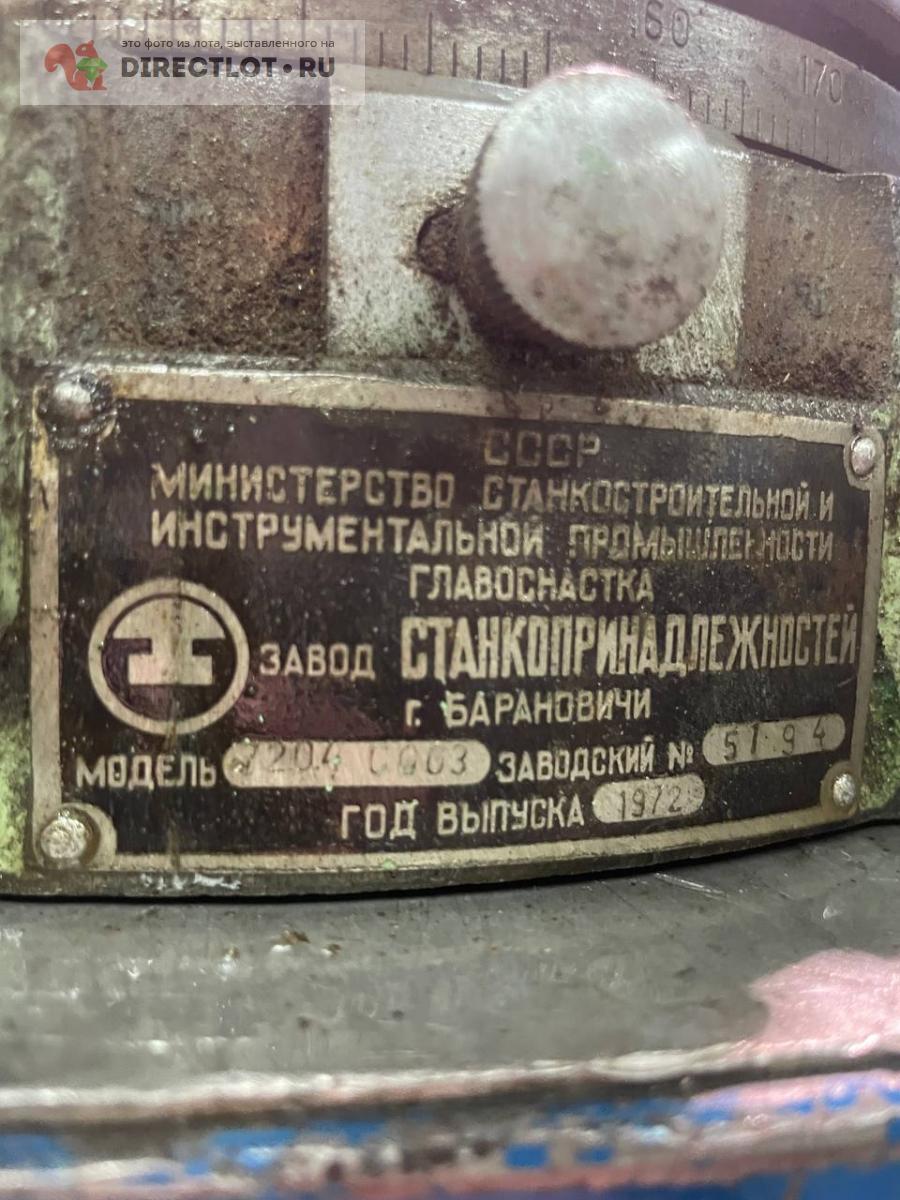 это фото из лота, выставленного на
DIRECTLOT.RU
160
170
СССР
МИНИСТЕРСТВО СТАНКОСТРОИТЕЛЬНОЙ И
ИНСТРУМЕНТАЛЬНОЙ ПРОМЫШЛЕННОСТИ
ГЛАВОСНАСТКА
ЗАВОД СТАНКОПРИНАДЛЕЖНОСТЕЙ
г. БАРАНОВИЧИ
МОДЕЛЬ 7204 0003 ЗАВОДСКИЙ № 5194
ГОД ВЫПУСКА 1972